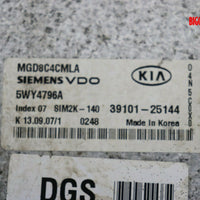 BIG
MGD8C4CMLA
SIEMENS VDO KIA
5WY4796A
Index 07 SIM2K-140 39101-25144
K 13.09.07/1 0248 Made in Korea
DGS